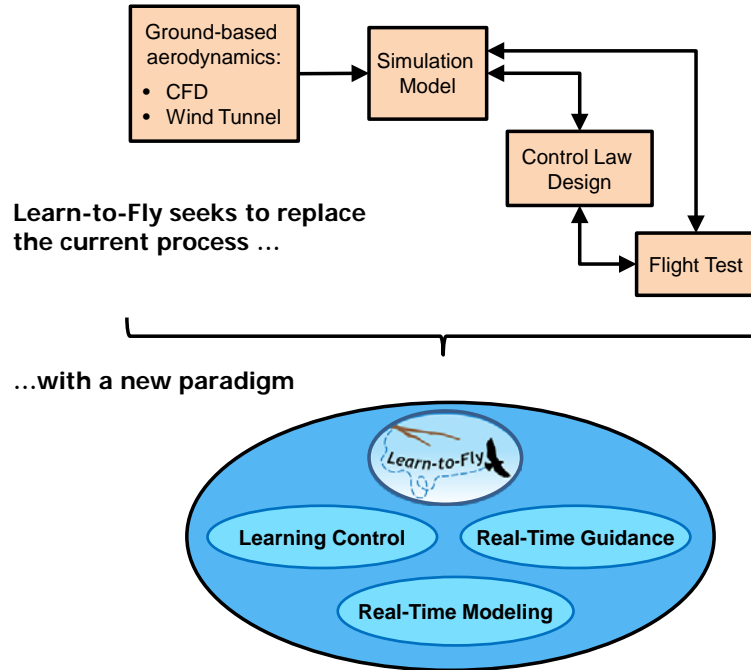 Ground-based
aerodynamics:
• CFD
• Wind Tunnel
Simulation
Model
Control Law
Design
Flight Test
Learn-to-Fly seeks to replace
the current process …
…with a new paradigm
Learn-to-Fly
Learning Control
Real-Time Guidance
Real-Time Modeling